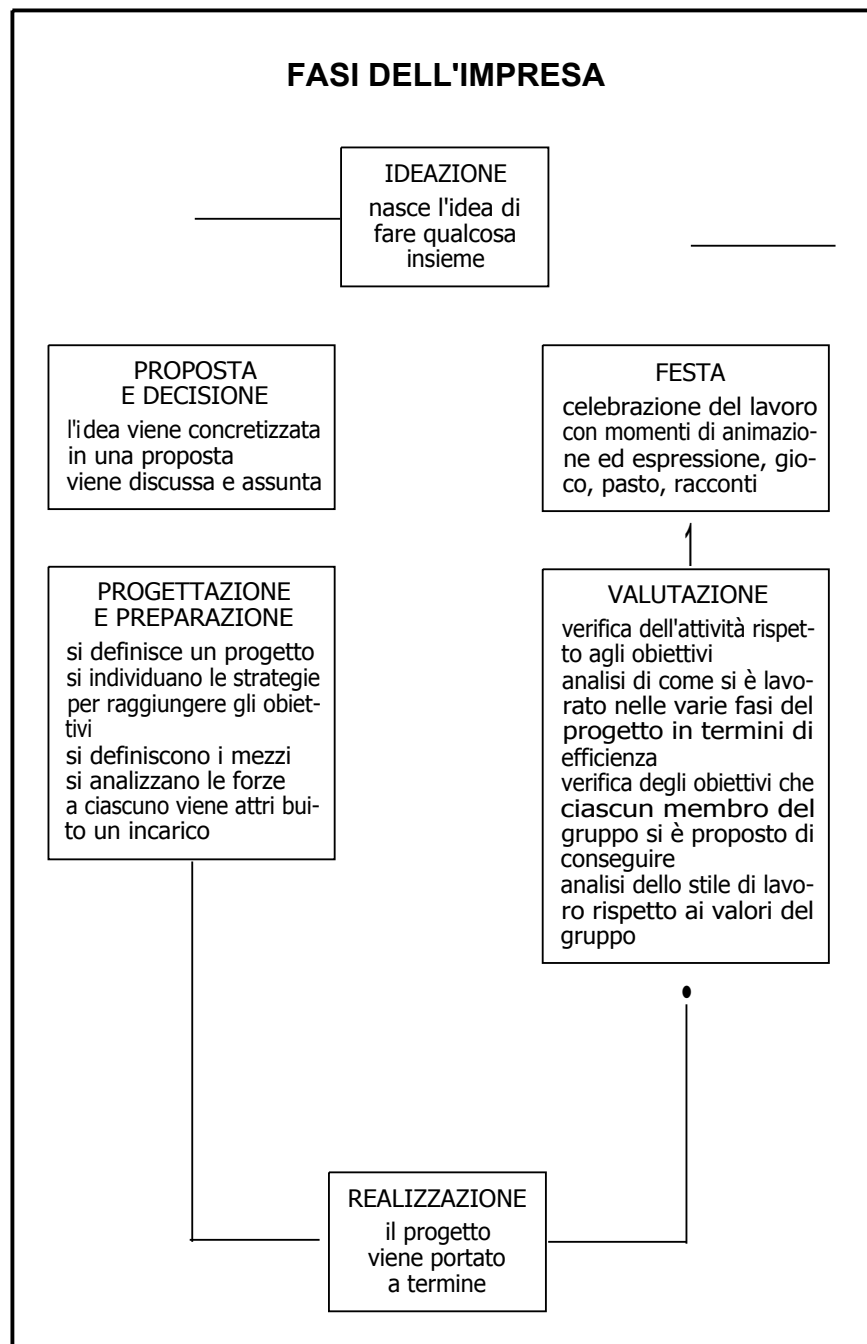 FASI DELL'IMPRESA
IDEAZIONE
nasce l'idea di
fare qualcosa
insieme
PROPOSTA
E DECISIONE
l'idea viene concretizzata
in una proposta
viene discussa e assunta
PROGETTAZIONE
E PREPARAZIONE
si definisce un progetto
si individuano le strategie
per raggiungere gli obiet-
tivi
si definiscono i mezzi
si analizzano le forze
a ciascuno viene attri bui-
to un incarico
REALIZZAZIONE
il progetto
viene portato
a termine
VALUTAZIONE
verifica dell'attività rispet-
to agli obiettivi
analisi di come si è lavo-
rato nelle varie fasi del
progetto in termini di
efficienza
verifica degli obiettivi che
ciascun membro del
gruppo si è proposto di
conseguire
analisi dello stile di lavo-
ro rispetto ai valori del
gruppo
FESTA
celebrazione del lavoro
con momenti di animazio-
ne ed espressione, gio-
co, pasto, racconti